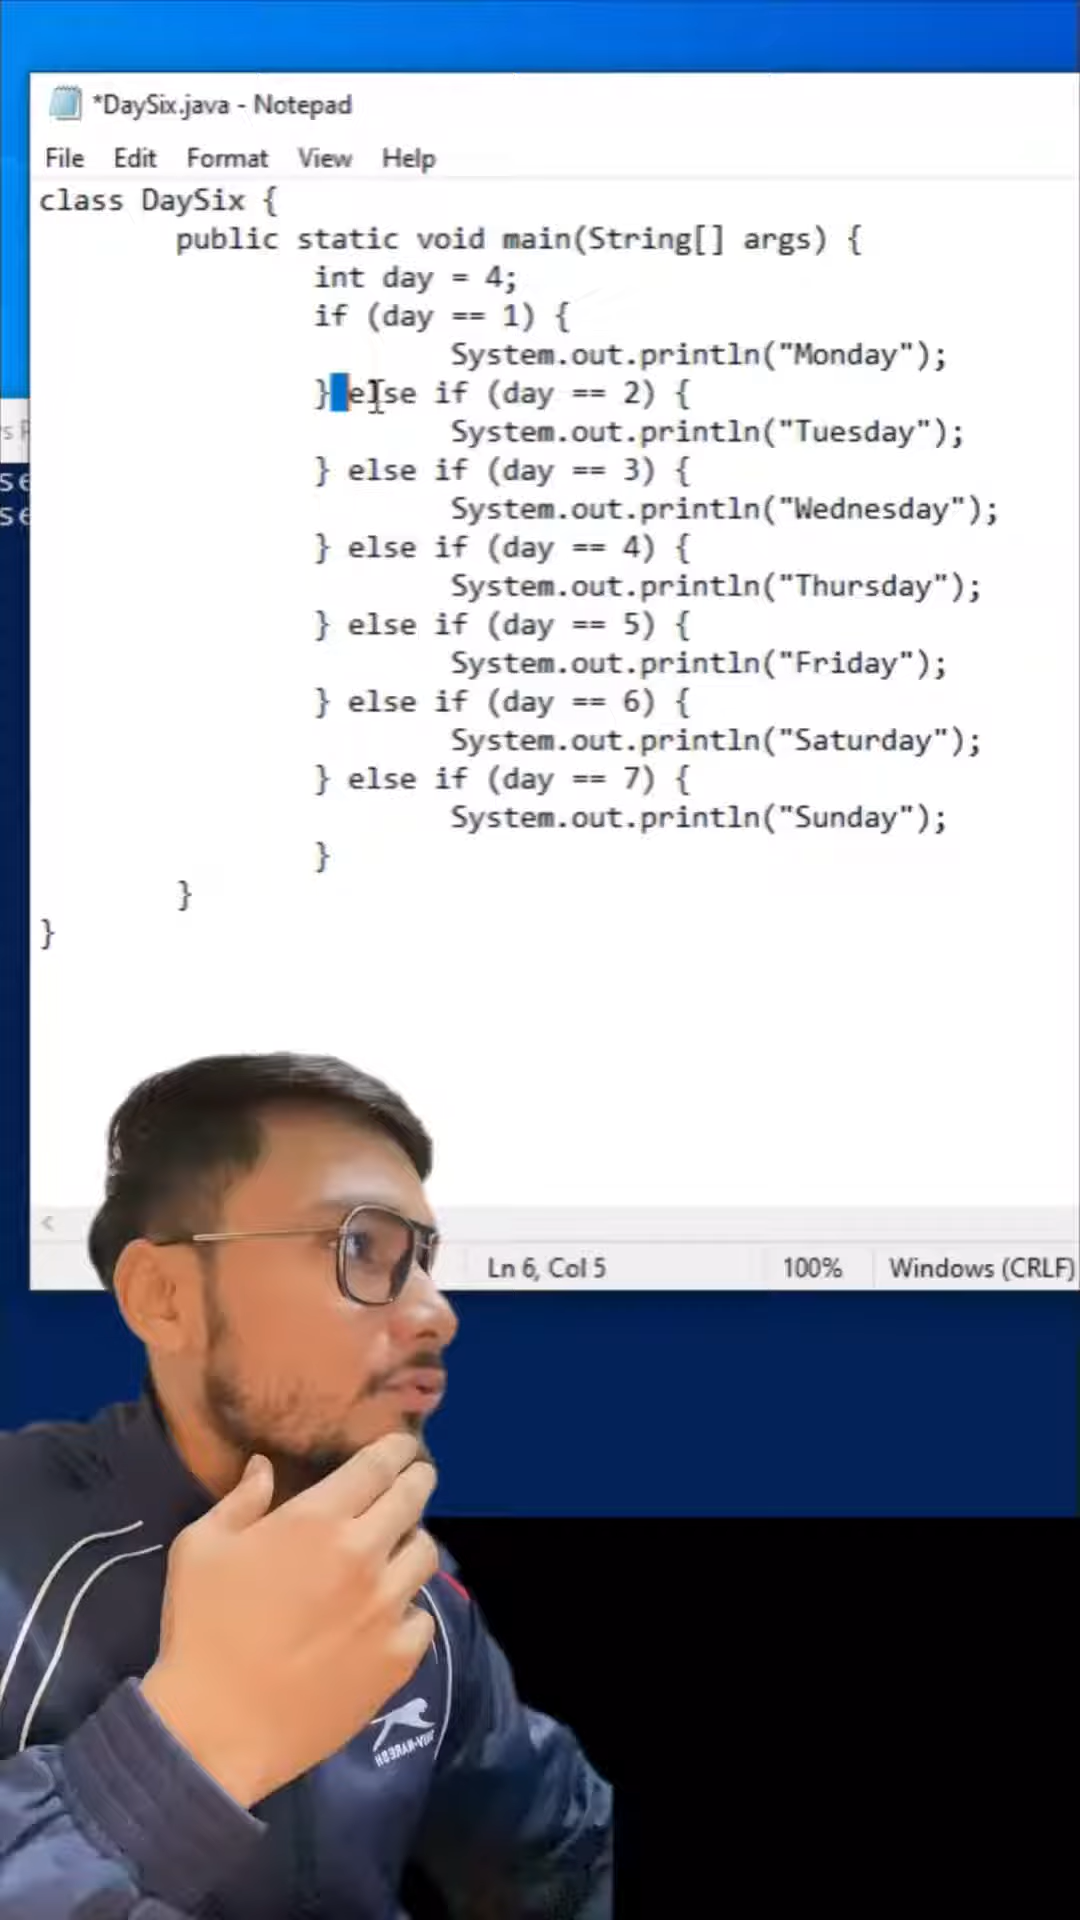 *DaySix.java - Notepad
File Edit Format View Help
class DaySix {
public static void main(String[] args) {
int day = 4;
if (day == 1) {
System.out.println("Monday");
} else if (day == 2) {
System.out.println("Tuesday");
} else if (day == 3) {
System.out.println("Wednesday");
} else if (day == 4) {
System.out.println("Thursday");
} else if (day == 5) {
System.out.println("Friday");
} else if (day == 6) {
System.out.println("Saturday");
} else if (day == 7) {
System.out.println("Sunday");
}
}
}
Ln 6, Col 5 100% Windows (CRLF)